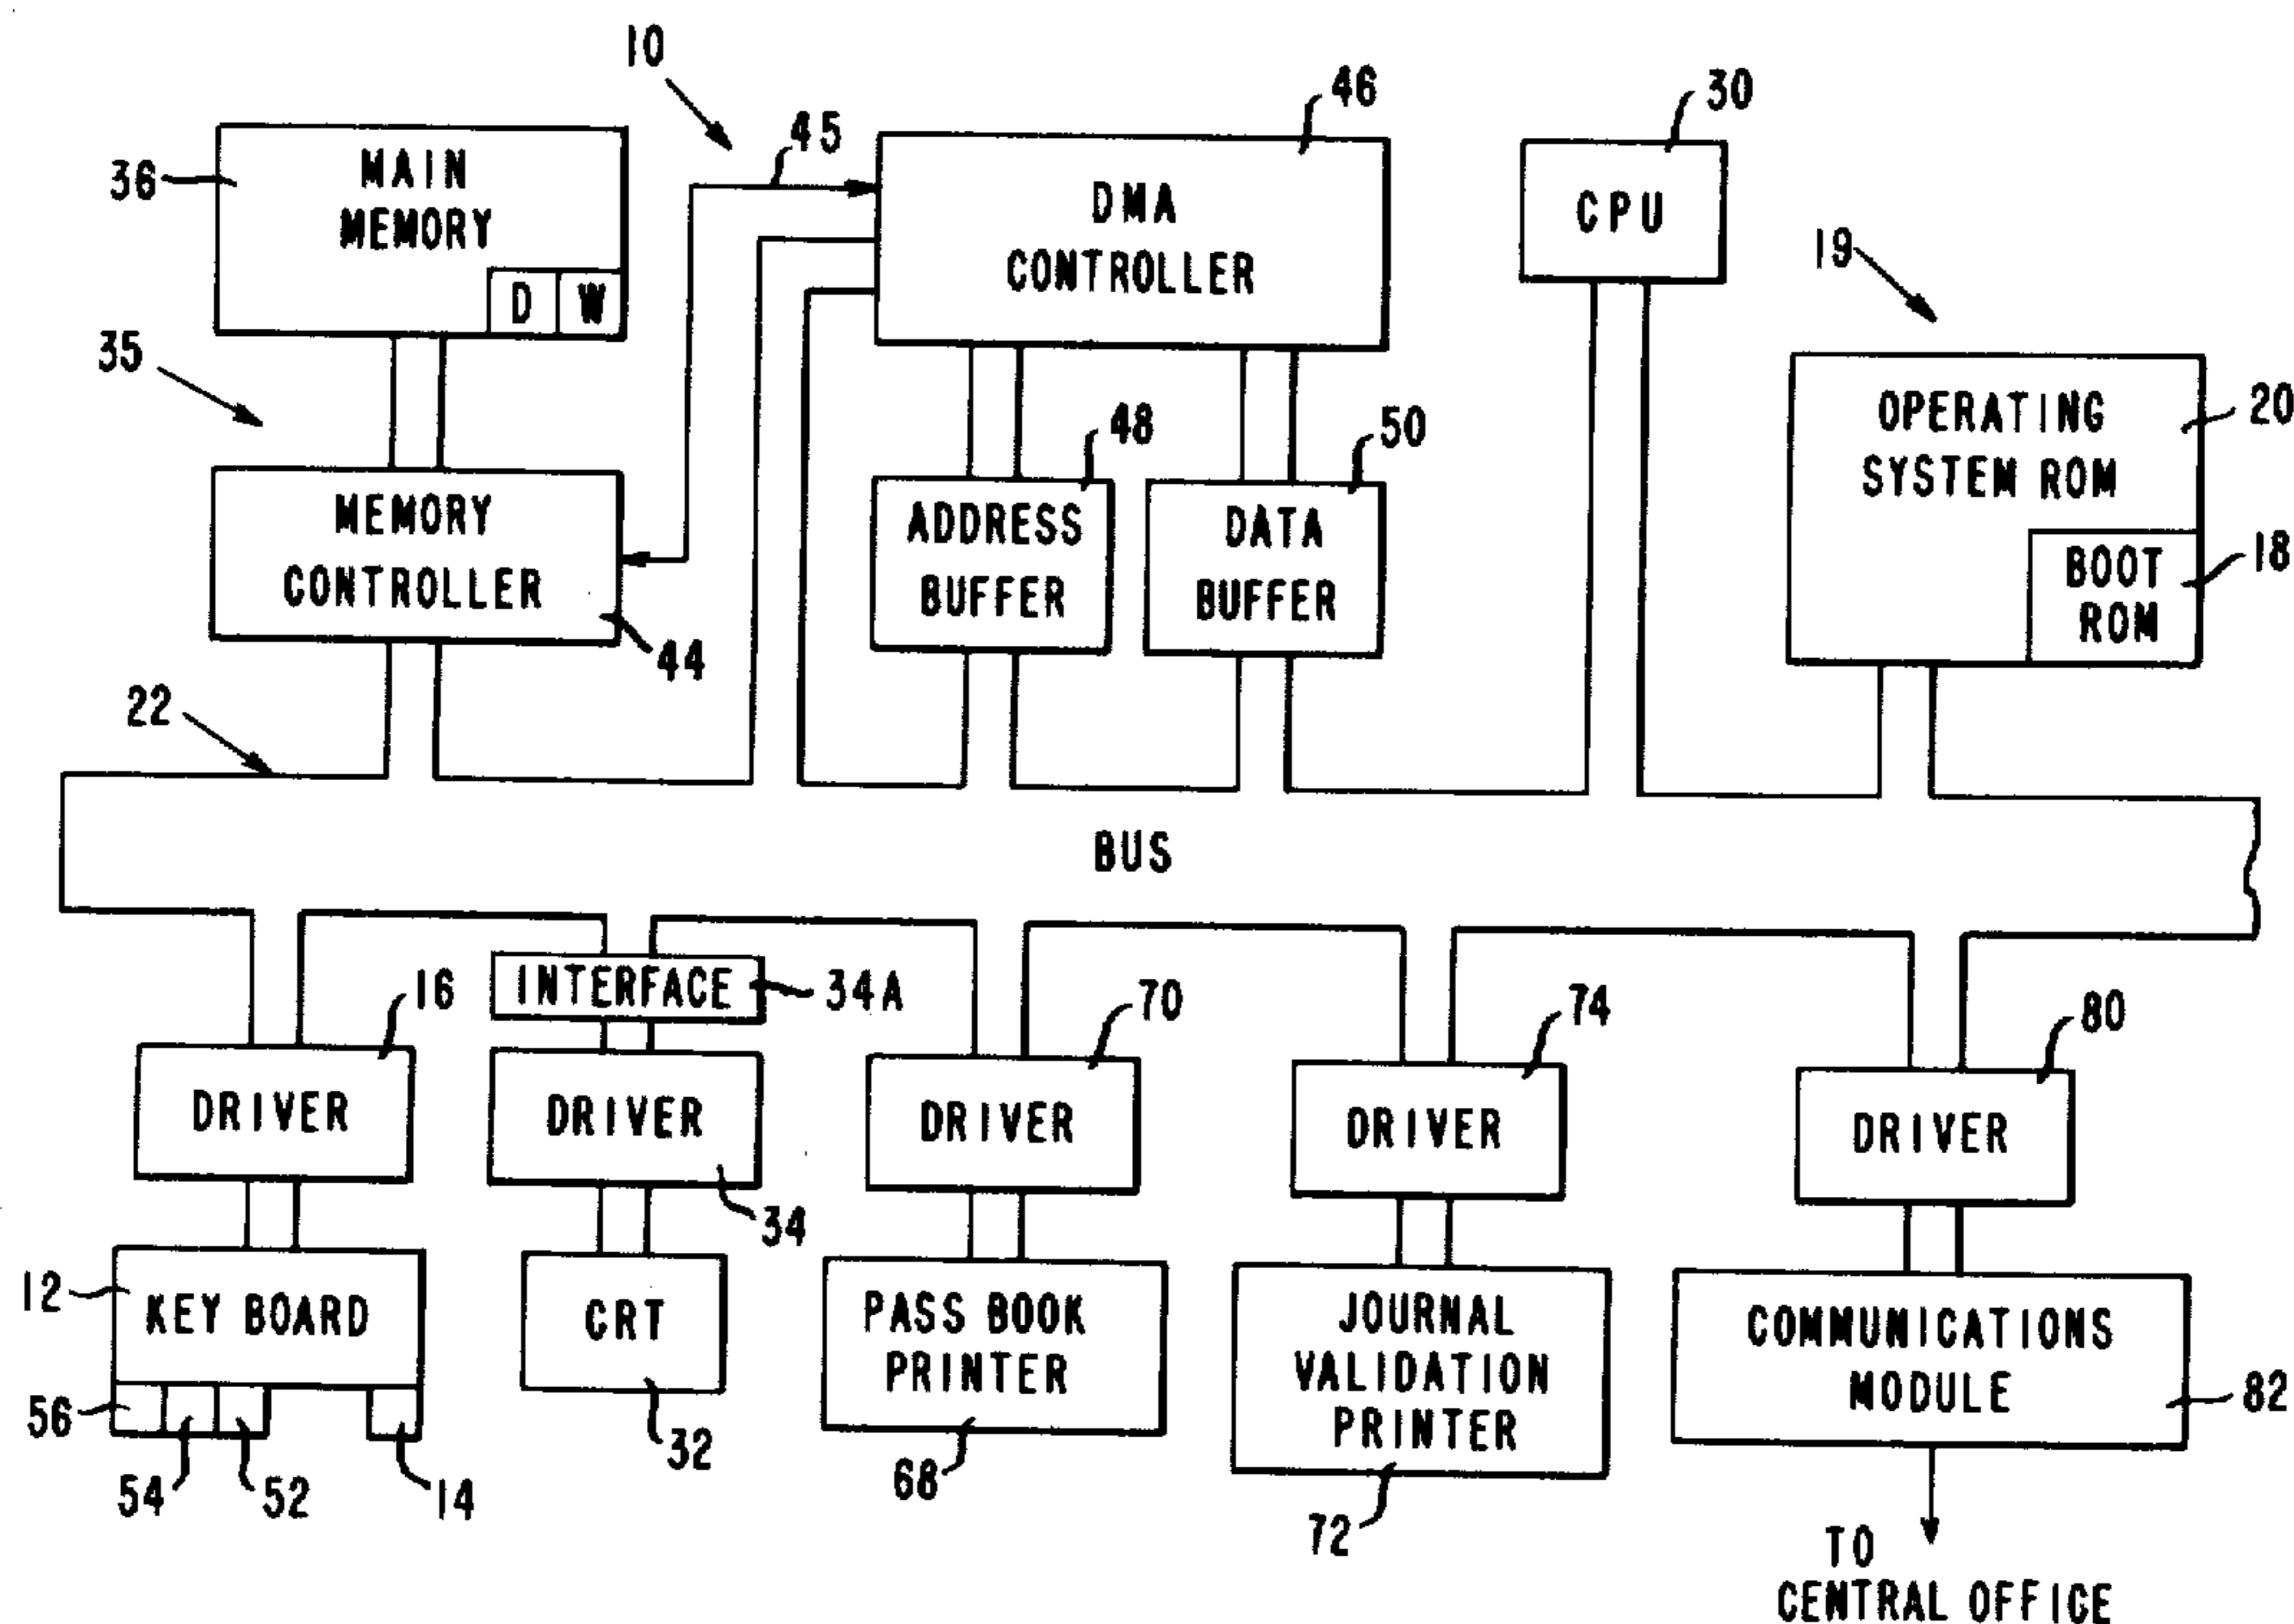 10
36
MAIN
MEMORY
D W
45
46
DMA
CONTROLLER
30
CPU
19
35
OPERATING
SYSTEM ROM
20
BOOT
ROM
18
MEMORY
CONTROLLER
44
48
ADDRESS
BUFFER
50
DATA
BUFFER
22
BUS
16
DRIVER
INTERFACE
34A
DRIVER
34
70
DRIVER
74
DRIVER
80
DRIVER
12
KEY BOARD
56
54
52
14
CRT
32
PASS BOOK
PRINTER
68
JOURNAL
VALIDATION
PRINTER
72
COMMUNICATIONS
MODULE
82
TO
CENTRAL OFFICE